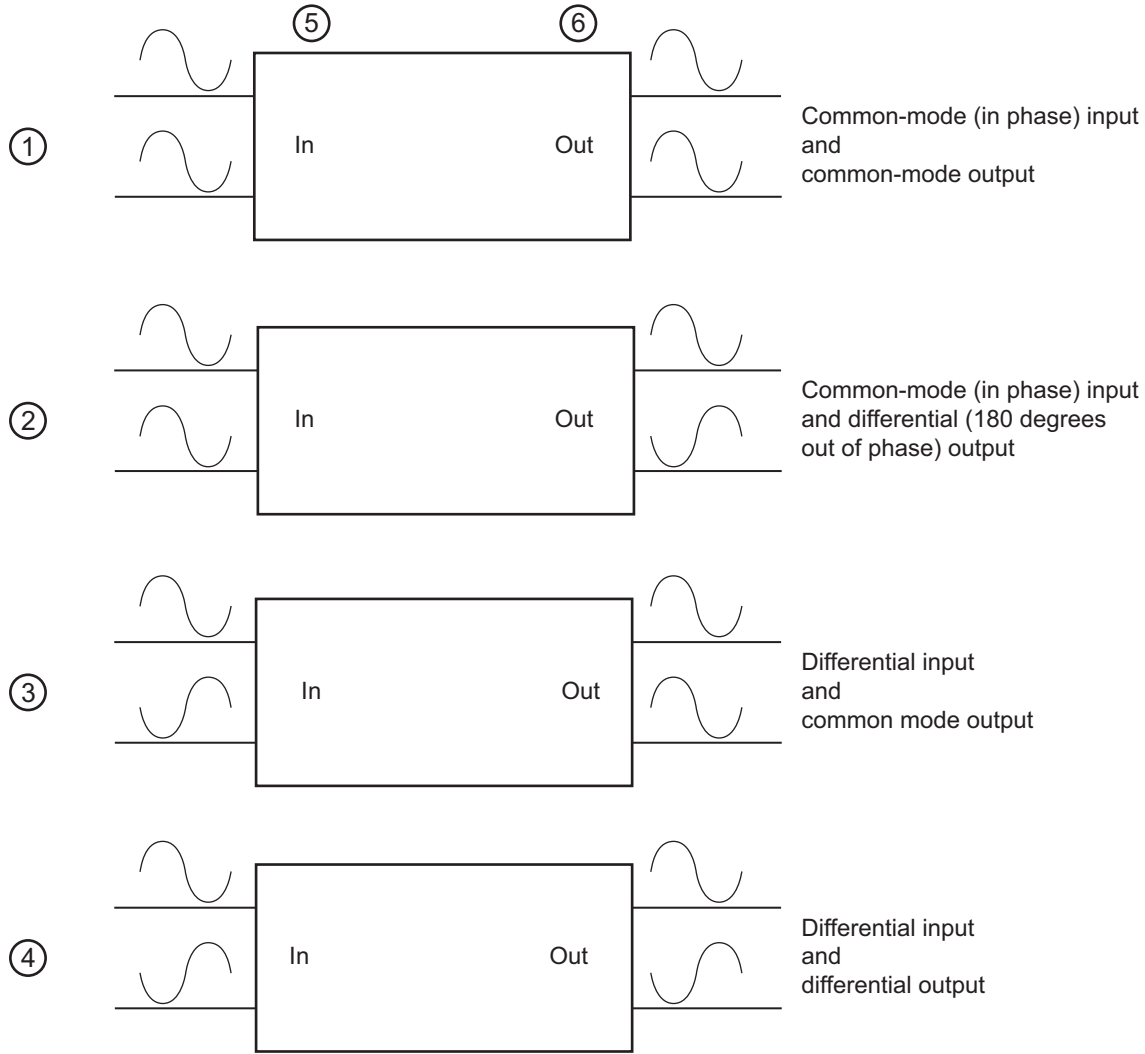 ⑤ ⑥
①
In Out
Common-mode (in phase) input
and
common-mode output
②
In Out
Common-mode (in phase) input
and differential (180 degrees
out of phase) output
③
In Out
Differential input
and
common mode output
④
In Out
Differential input
and
differential output